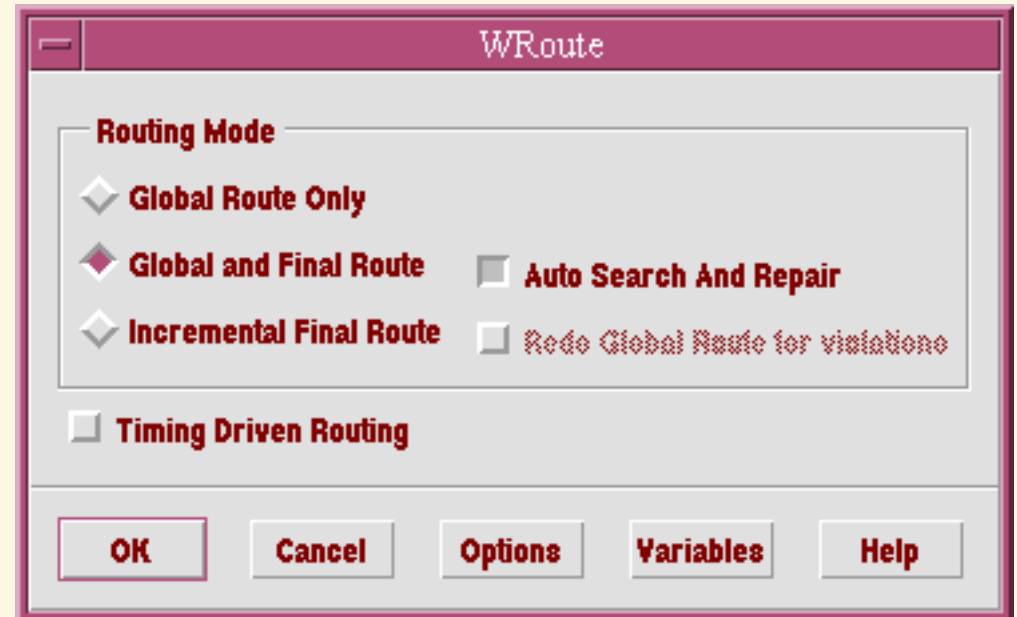 WRoute
Routing Mode
Global Route Only
Global and Final Route
Auto Search And Repair
Incremental Final Route
Redo Global Route for violations
Timing Driven Routing
OK Cancel Options Variables Help